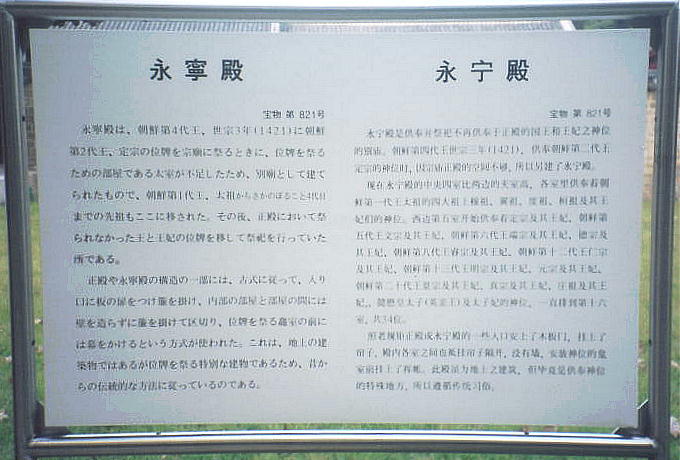 永寧殿
宝物 第 821号
永寧殿は、朝鮮第4代王、世宗3年(1421)に朝鮮
第2代王、定宗の位牌を宗廟に祭るときに、位牌を祭る
ための部屋である太室が不足したため、別廟として建て
られたもので、朝鮮第1代王、太祖からさかのぼること4代目
までの先祖もここに移された。その後、正殿において祭
られなかった王と王妃の位牌を移して祭祀を行っていた
所である。
正殿や永寧殿の構造の一部には、古式に従って、入り
口に板の扉をつけ簾を掛け、内部の部屋と部屋の間には
壁を造らずに簾を掛けて区切り、位牌を祭る龕室の前に
は幕をかけるという方式が使われた。これは、地上の建
築物ではあるが位牌を祭る特別な建物であるため、昔か
らの伝統的な方法に従っているのである。
永宁殿
宝物 第 821号
永宁殿是供奉并祭祀不再供奉于正殿的国王和王妃之神位
的别庙。朝鲜第四代王世宗三年(1421)，供奉朝鲜第二代王
定宗的神位时，因宗庙正殿的空间不够，所以另建了永宁殿。
现在永宁殿的中央四室比两边的夹室高，各室里供奉着朝
鲜第一代王太祖的四大祖上穆祖、翼祖、度祖、桓祖及其王
妃们的神位。西边第五室开始供奉着定宗及其王妃、朝鲜第
五代王文宗及其王妃、朝鲜第六代王端宗及其王妃、德宗及
其王妃、朝鲜第八代王睿宗及其王妃、朝鲜第十二代王仁宗
及其王妃、朝鲜第十三代王明宗及其王妃、元宗及其王妃、
朝鲜第二十代王景宗及其王妃、真宗及其王妃、庄祖及其王
妃,、懿愍皇太子(英亲王)及太子妃的神位，一直排到第十六
室，共34位。
照老规矩正殿或永宁殿的一些入口安上了木板门，挂上了
帘子，殿内各室之间也抵挂帘子隔开，没有墙，安放神位的龛
室前挂上了帏帐。此殿虽为地上之建筑，但毕竟是供奉神位
的特殊地方，所以遵循传统习俗。